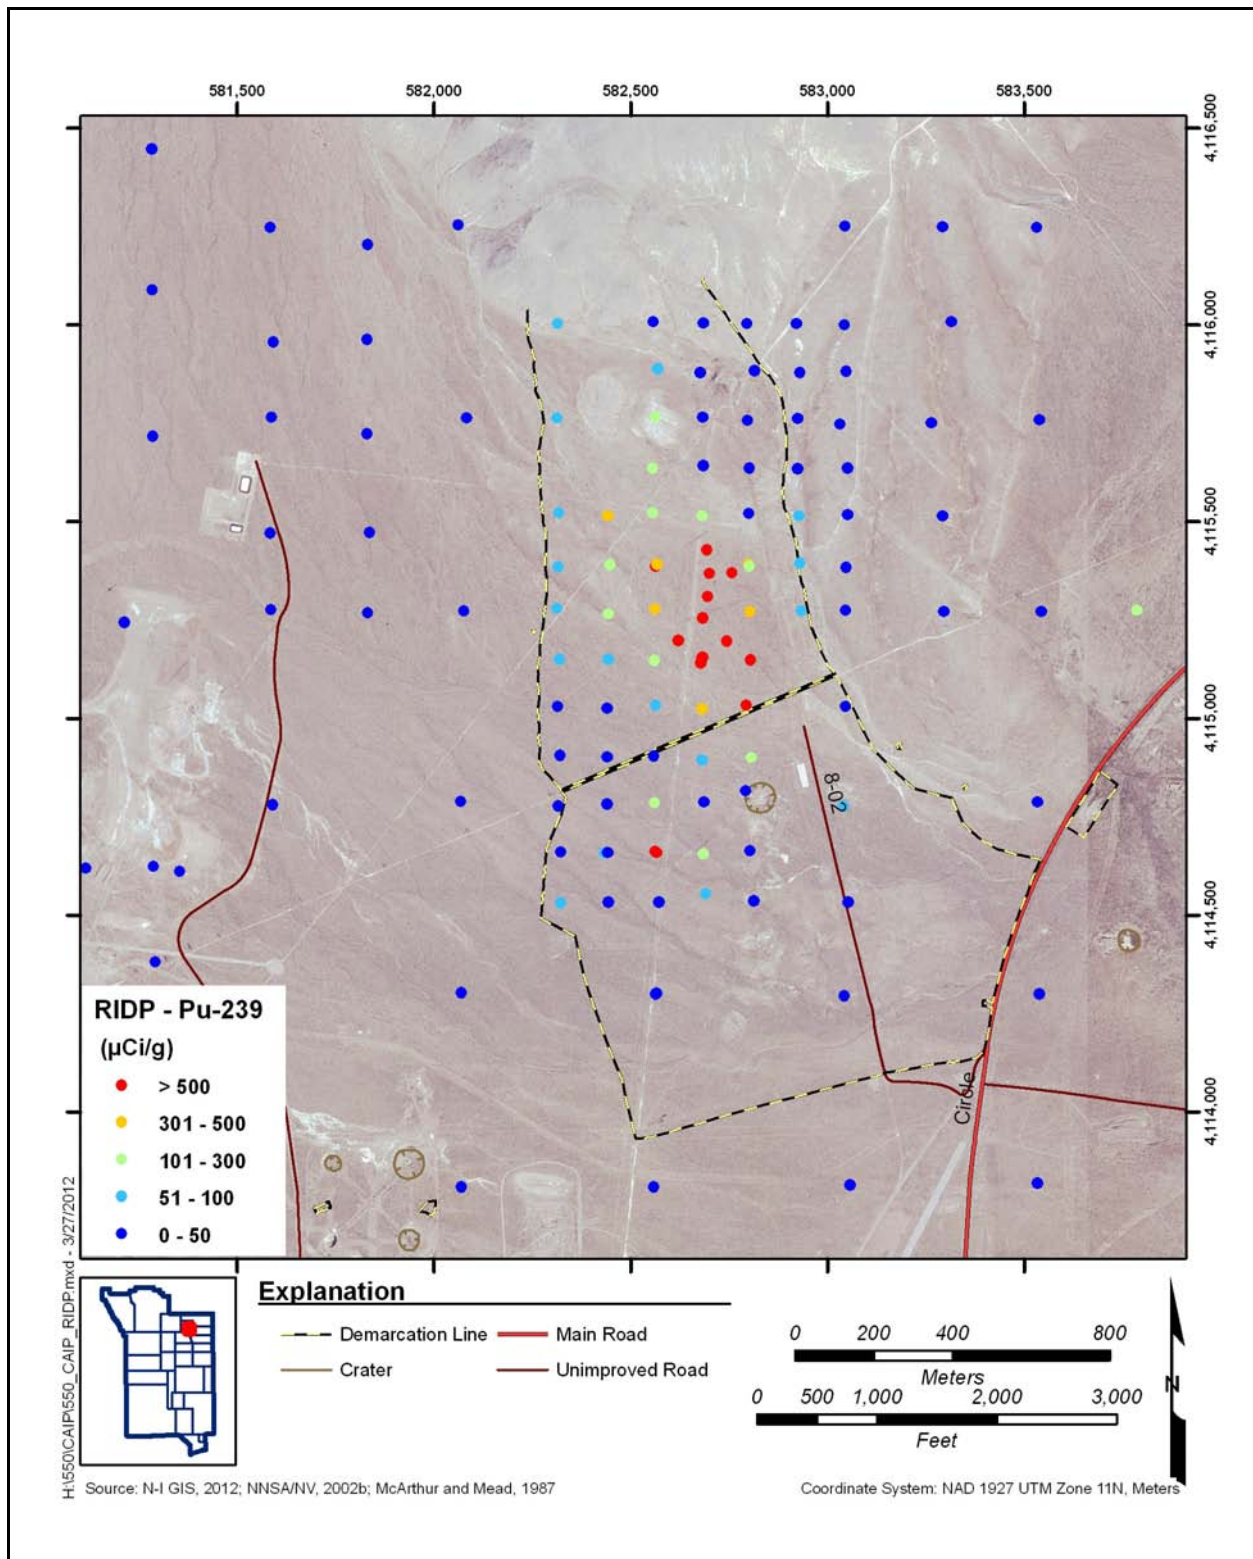 581,500 582,000 582,500 583,000 583,500
4,116,500
4,116,000
4,115,500
4,115,000
4,114,500
4,114,000
8-02
Circle
RIDP - Pu-239
(µCi/g)
> 500
301 - 500
101 - 300
51 - 100
0 - 50
H:\550\CAIP\550_CAIP_RIDP.mxd - 3/27/2012
Explanation
Demarcation Line Main Road
Crater Unimproved Road
0 200 400 800
Meters
0 500 1,000 2,000 3,000
Feet
N
Source: N-I GIS, 2012; NNSA/NV, 2002b; McArthur and Mead, 1987
Coordinate System: NAD 1927 UTM Zone 11N, Meters